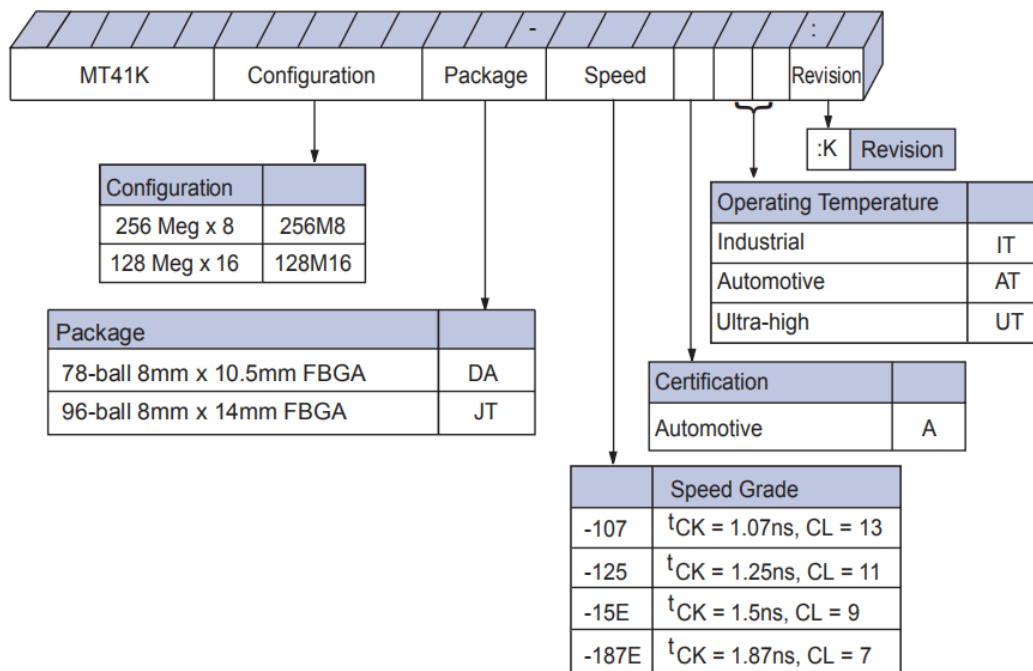 - :
MT41K Configuration Package Speed Revision
:K Revision
Configuration
256 Meg x 8 256M8
128 Meg x 16 128M16
Operating Temperature
Industrial IT
Automotive AT
Ultra-high UT
Package
78-ball 8mm x 10.5mm FBGA DA
96-ball 8mm x 14mm FBGA JT
Certification
Automotive A
Speed Grade
-107 tCK = 1.07ns, CL = 13
-125 tCK = 1.25ns, CL = 11
-15E tCK = 1.5ns, CL = 9
-187E tCK = 1.87ns, CL = 7